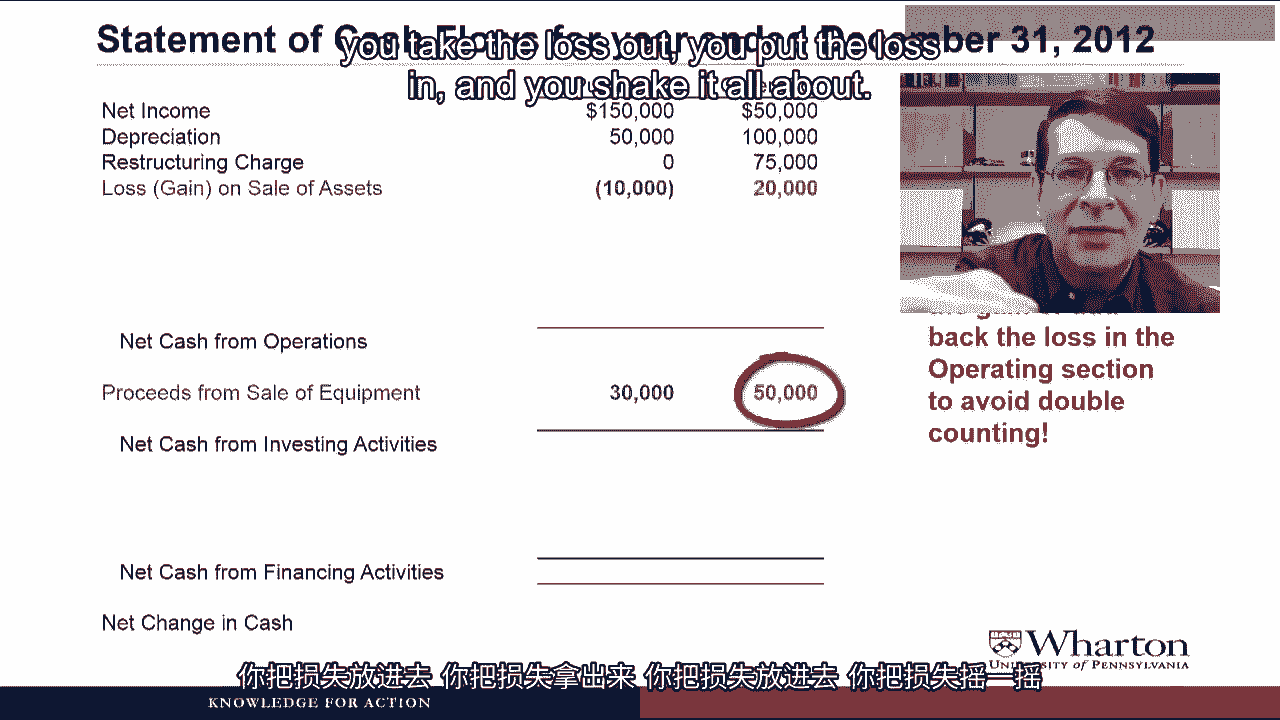 Statement of Cash Flows for year ended December 31, 2012
you take the loss out, you put the loss
in, and you shake it all about.
Net Income $150,000 $50,000
Depreciation 50,000 100,000
Restructuring Charge 0 75,000
Loss (Gain) on Sale of Assets (10,000) 20,000
back the loss in the
Operating section
to avoid double
counting!
Net Cash from Operations
Proceeds from Sale of Equipment 30,000 50,000
Net Cash from Investing Activities
Net Cash from Financing Activities
Net Change in Cash
Wharton
UNIVERSITY of PENNSYLVANIA
你把损失放进去 你把损失拿出来 你把损失放进去 你把损失摇一摇
KNOWLEDGE FOR ACTION